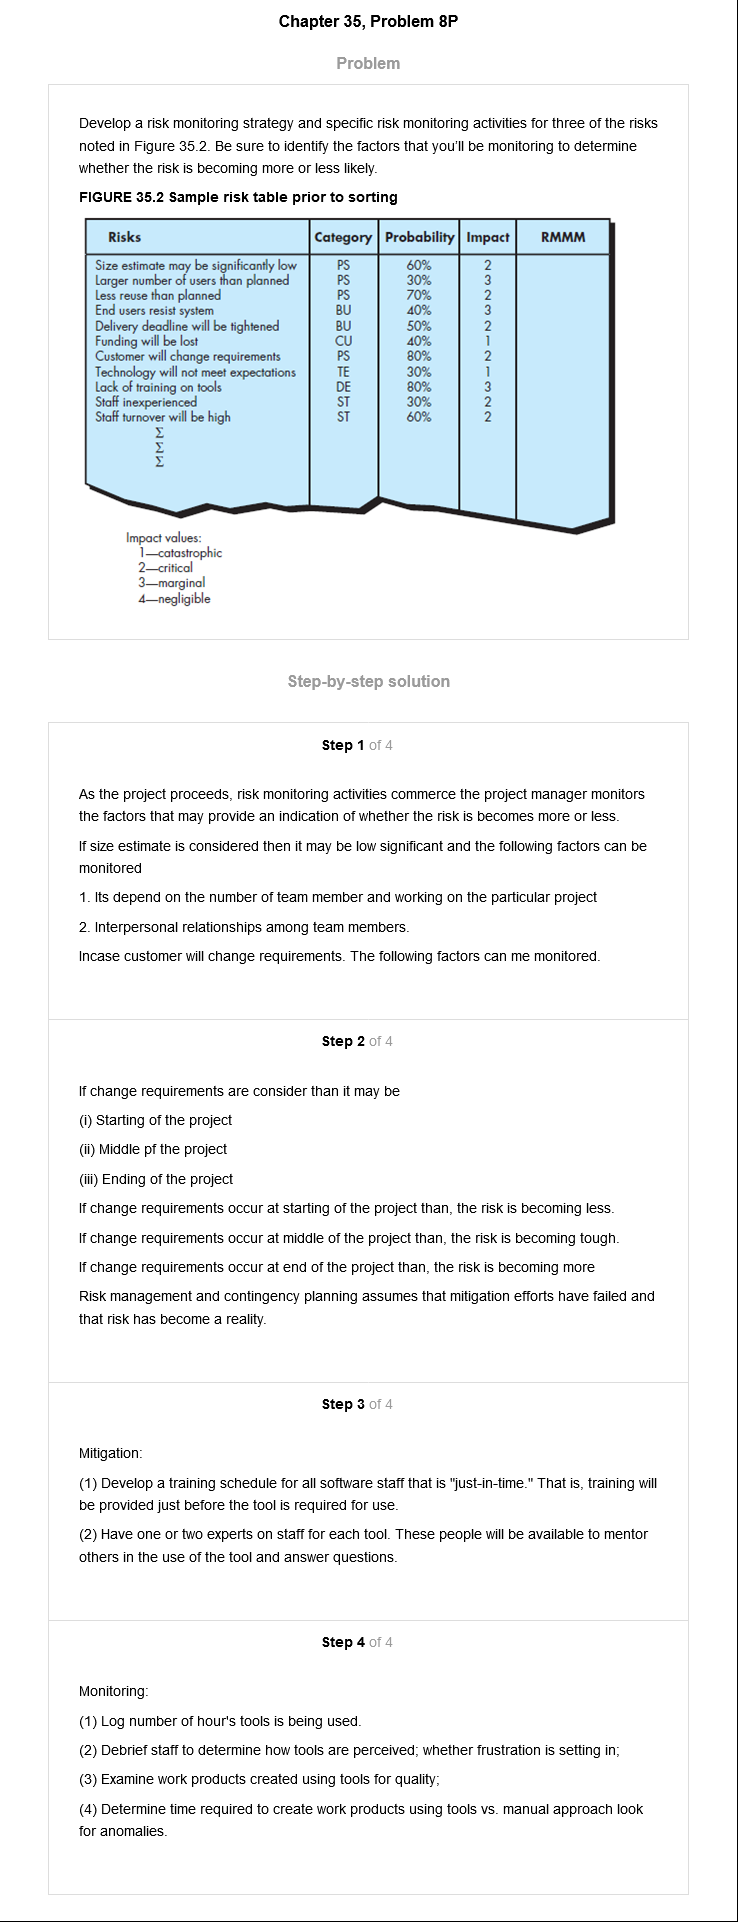 Chapter 35, Problem 8P
Problem
Develop a risk monitoring strategy and specific risk monitoring activities for three of the risks
noted in Figure 35.2. Be sure to identify the factors that you'll be monitoring to determine
whether the risk is becoming more or less likely.
FIGURE 35.2 Sample risk table prior to sorting
Risks Category Probability Impact RMMM
Size estimate may be significantly low PS 60% 2
Larger number of users than planned PS 30% 3
Less reuse than planned PS 70% 2
End users resist system BU 40% 3
Delivery deadline will be tightened BU 50% 2
Funding will be lost CU 40% 1
Customer will change requirements PS 80% 2
Technology will not meet expectations TE 30% 1
Lack of training on tools DE 80% 3
Staff inexperienced ST 30% 2
Staff turnover will be high ST 60% 2
Σ
Σ
Σ
Impact values:
1—catastrophic
2—critical
3—marginal
4—negligible
Step-by-step solution
Step 1 of 4
As the project proceeds, risk monitoring activities commerce the project manager monitors
the factors that may provide an indication of whether the risk is becomes more or less.
If size estimate is considered then it may be low significant and the following factors can be
monitored
1. Its depend on the number of team member and working on the particular project
2. Interpersonal relationships among team members.
Incase customer will change requirements. The following factors can me monitored.
Step 2 of 4
If change requirements are consider than it may be
(i) Starting of the project
(ii) Middle pf the project
(iii) Ending of the project
If change requirements occur at starting of the project than, the risk is becoming less.
If change requirements occur at middle of the project than, the risk is becoming tough.
If change requirements occur at end of the project than, the risk is becoming more
Risk management and contingency planning assumes that mitigation efforts have failed and
that risk has become a reality.
Step 3 of 4
Mitigation:
(1) Develop a training schedule for all software staff that is "just-in-time." That is, training will
be provided just before the tool is required for use.
(2) Have one or two experts on staff for each tool. These people will be available to mentor
others in the use of the tool and answer questions.
Step 4 of 4
Monitoring:
(1) Log number of hour's tools is being used.
(2) Debrief staff to determine how tools are perceived; whether frustration is setting in;
(3) Examine work products created using tools for quality;
(4) Determine time required to create work products using tools vs. manual approach look
for anomalies.